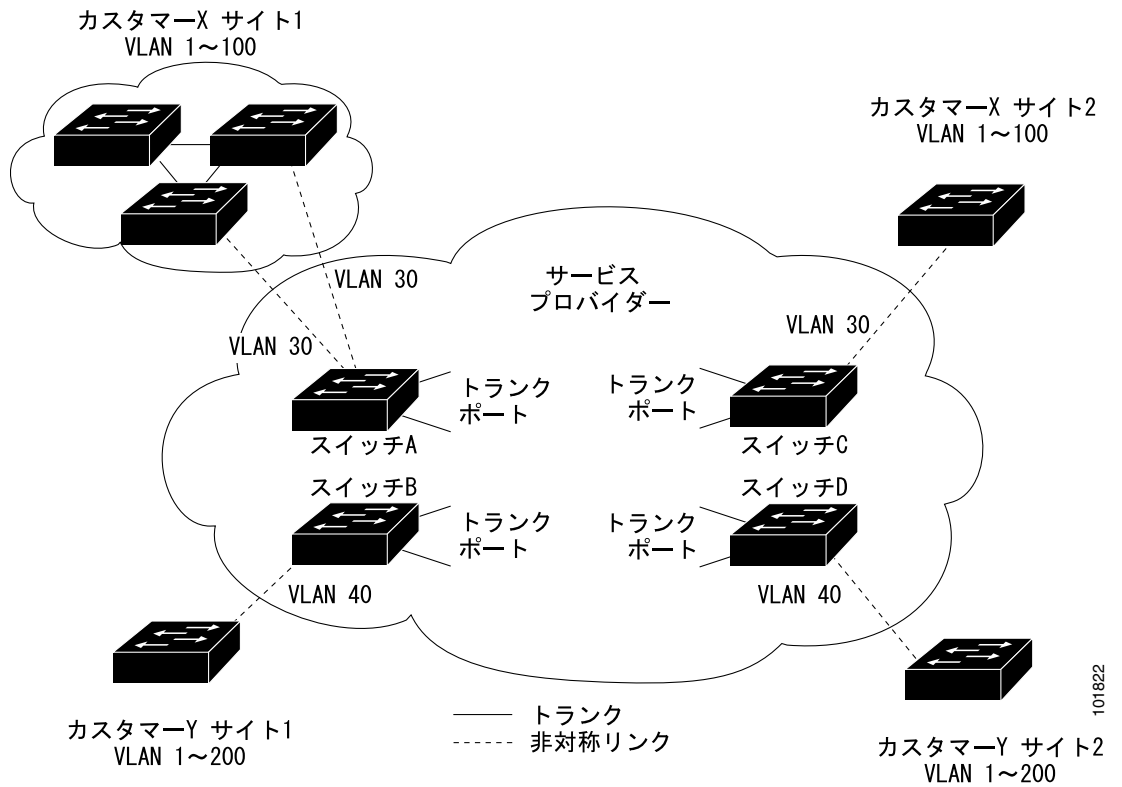 カスタマーX サイト1
VLAN 1～100
カスタマーX サイト2
VLAN 1～100
サービス
プロバイダー
VLAN 30
VLAN 30
VLAN 30
トランク
ポート
トランク
ポート
スイッチA
スイッチC
スイッチB
スイッチD
トランク
ポート
トランク
ポート
VLAN 40
VLAN 40
カスタマーY サイト1
VLAN 1～200
トランク
非対称リンク
カスタマーY サイト2
VLAN 1～200
101822